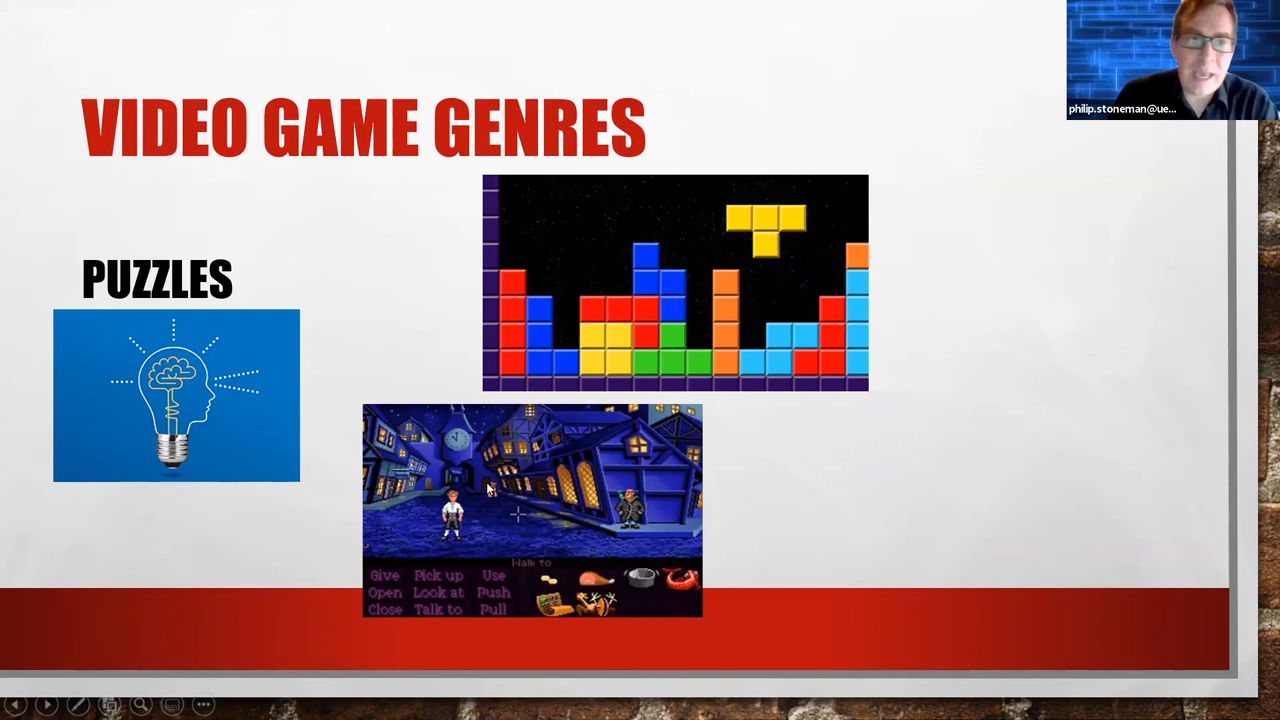 philip.stoneman@ue...
VIDEO GAME GENRES
PUZZLES
Walk to
Give Pick up Use
Open Look at Push
Close Talk to Pull